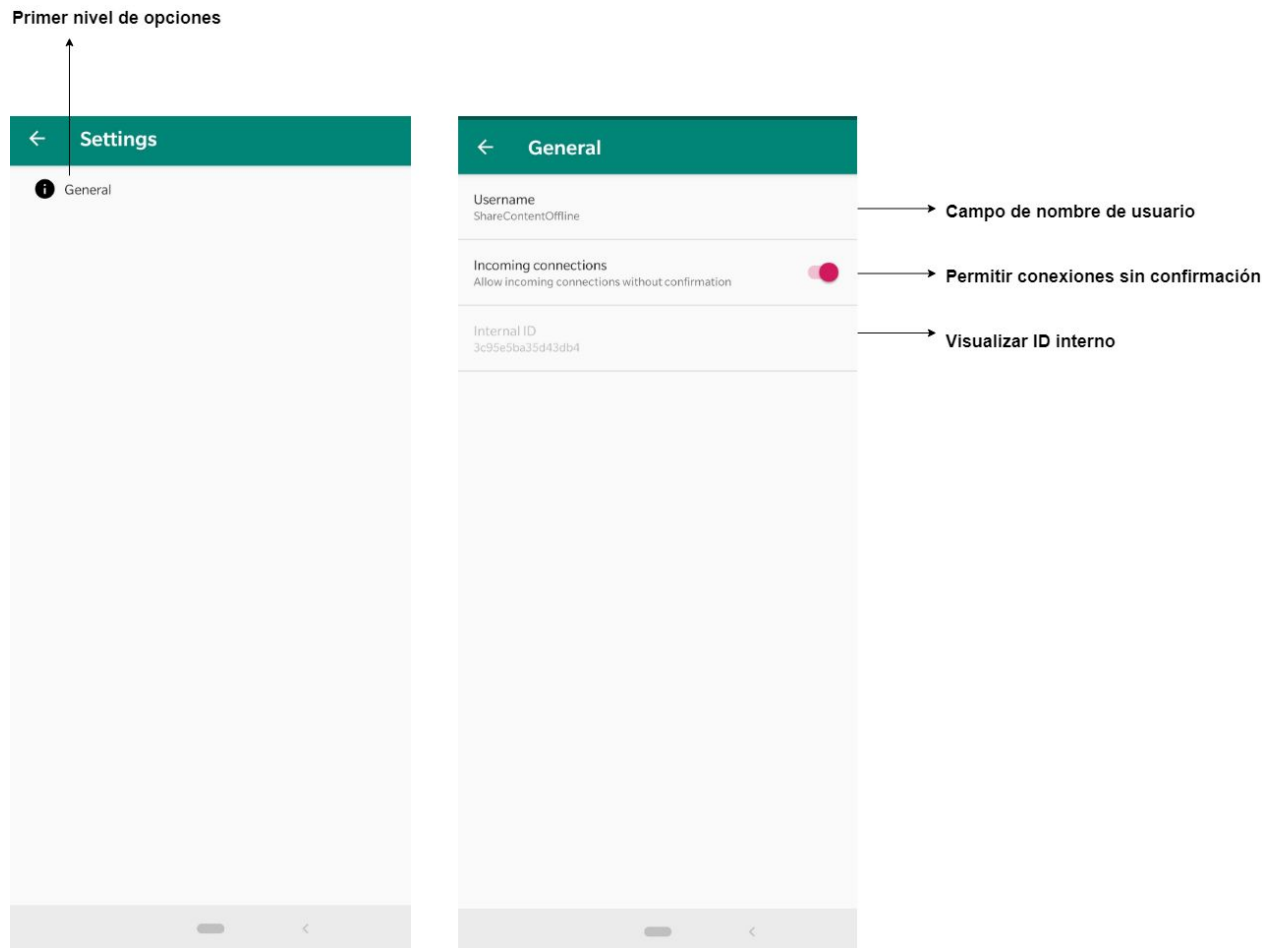 Primer nivel de opciones
Settings
General
General
Username
ShareContentOffline
Incoming connections
Allow incoming connections without confirmation
Internal ID
3c95e5ba35d43db4
Campo de nombre de usuario
Permitir conexiones sin confirmación
Visualizar ID interno